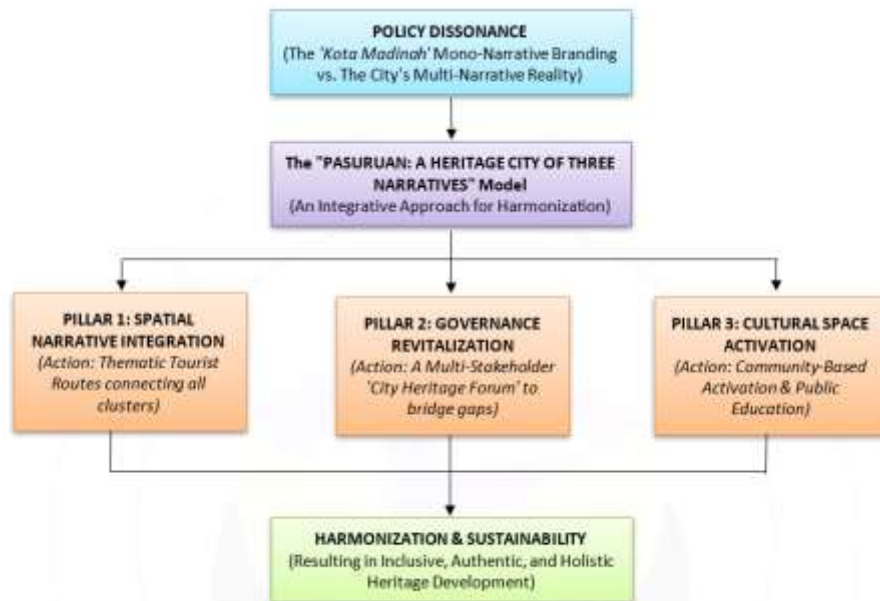 POLICY DISSONANCE
(The 'Kota Madinah' Mono-Narrative Branding
vs. The City's Multi-Narrative Reality)
The "PASURUAN: A HERITAGE CITY OF THREE
NARRATIVES" Model
(An Integrative Approach for Harmonization)
PILLAR 1: SPATIAL
NARRATIVE INTEGRATION
(Action: Thematic Tourist
Routes connecting all
clusters)
PILLAR 2: GOVERNANCE
REVITALIZATION
(Action: A Multi-Stakeholder
'City Heritage Forum' to
bridge gaps)
PILLAR 3: CULTURAL SPACE
ACTIVATION
(Action: Community-Based
Activation & Public
Education)
HARMONIZATION & SUSTAINABILITY
(Resulting in Inclusive, Authentic, and Holistic
Heritage Development)